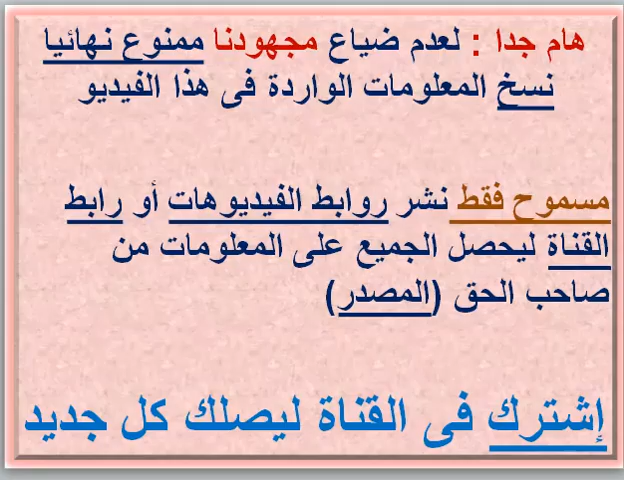 هام جدا : لعدم ضياع مجهودنا ممنوع نهائيا
نسخ المعلومات الواردة فى هذا الفيديو
مسموح فقط نشر روابط الفيديوهات أو رابط
القناة ليحصل الجميع على المعلومات من
صاحب الحق (المصدر)
إشترك فى القناة ليصلك كل جديد